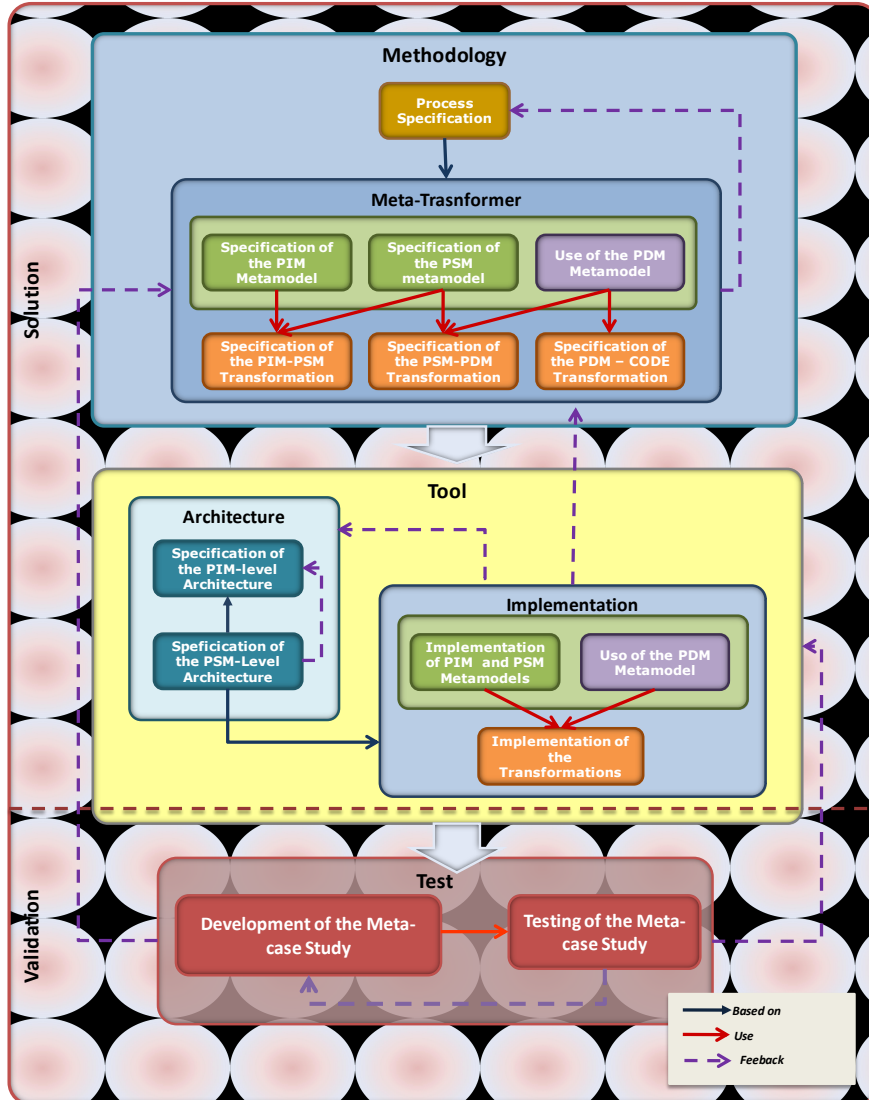 Methodology
Process
Specification
Meta-Trasnformer
Specification of
the PIM
Metamodel
Specification of
the PSM
metamodel
Use of the PDM
Metamodel
Specification of
the PIM-PSM
Transformation
Specification of
the PSM-PDM
Transformation
Specification of
the PDM – CODE
Transformation
Solution
Tool
Architecture
Specification of
the PIM-level
Architecture
Speficication of
the PSM-Level
Architecture
Implementation
Implementation
of PIM and PSM
Metamodels
Uso of the PDM
Metamodel
Implementation of
the
Transformations
Validation
Test
Development of the Meta-
case Study
Testing of the Meta-
case Study
Based on
Use
Feeback